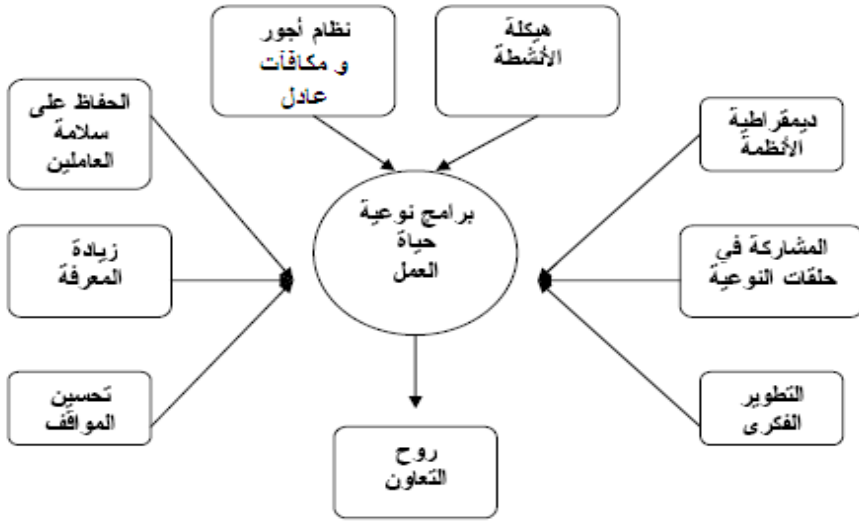 هيكلة
الأنشطة
نظام أجور
و مكافآت
عادل
ديمقراطية
الأنظمة
الحفاظ على
سلامة
العاملين
برامج نوعية
حياة
العمل
المشاركة في
حلقات النوعية
زيادة
المعرفة
التطوير
الفكرى
تحسين
المواقف
روح
التعاون